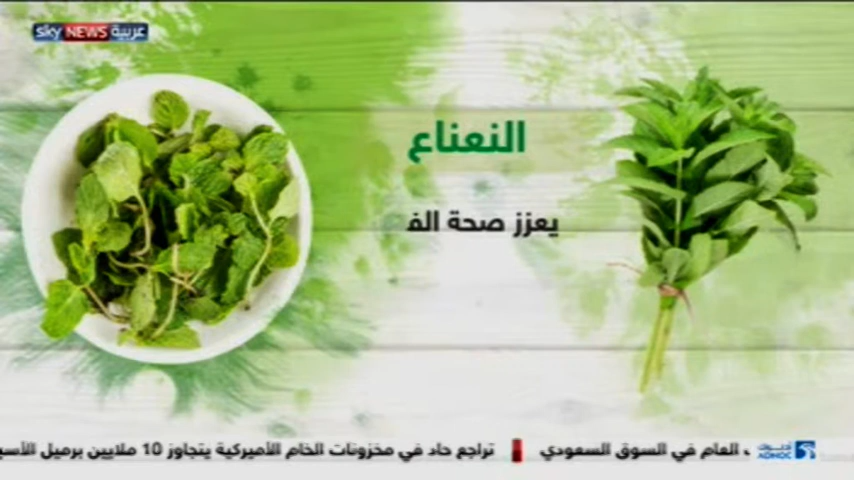 sky NEWS عربية
النعناع
يعزز صحة الف
العام في السوق السعودي
تراجع حاد في مخزونات الخام الأميركية يتجاوز 10 ملايين برميل
أدنوك ADNOC